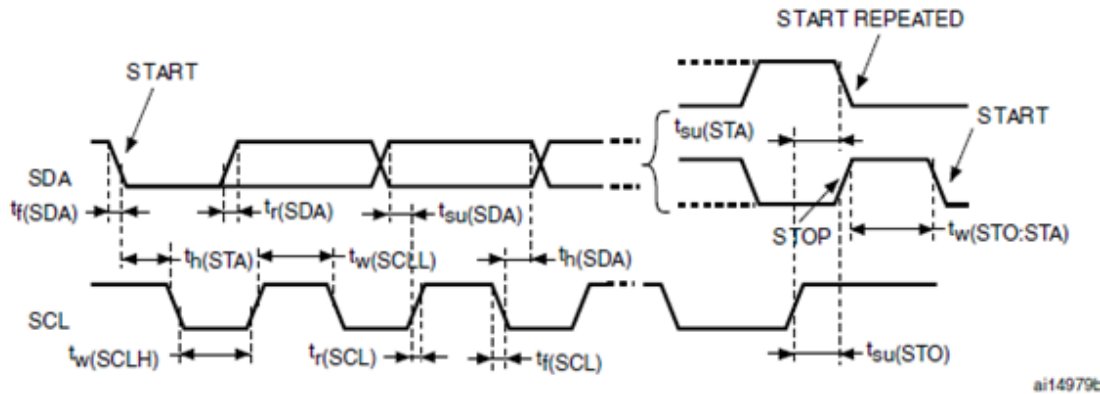 START REPEATED
START
START
tsu(STA)
SDA
tf(SDA)
tr(SDA)
tsu(SDA)
STOP
tw(STO:STA)
th(STA)
tw(SCLL)
th(SDA)
SCL
tw(SCLH)
tr(SCL)
tf(SCL)
tsu(STO)
ai14979b